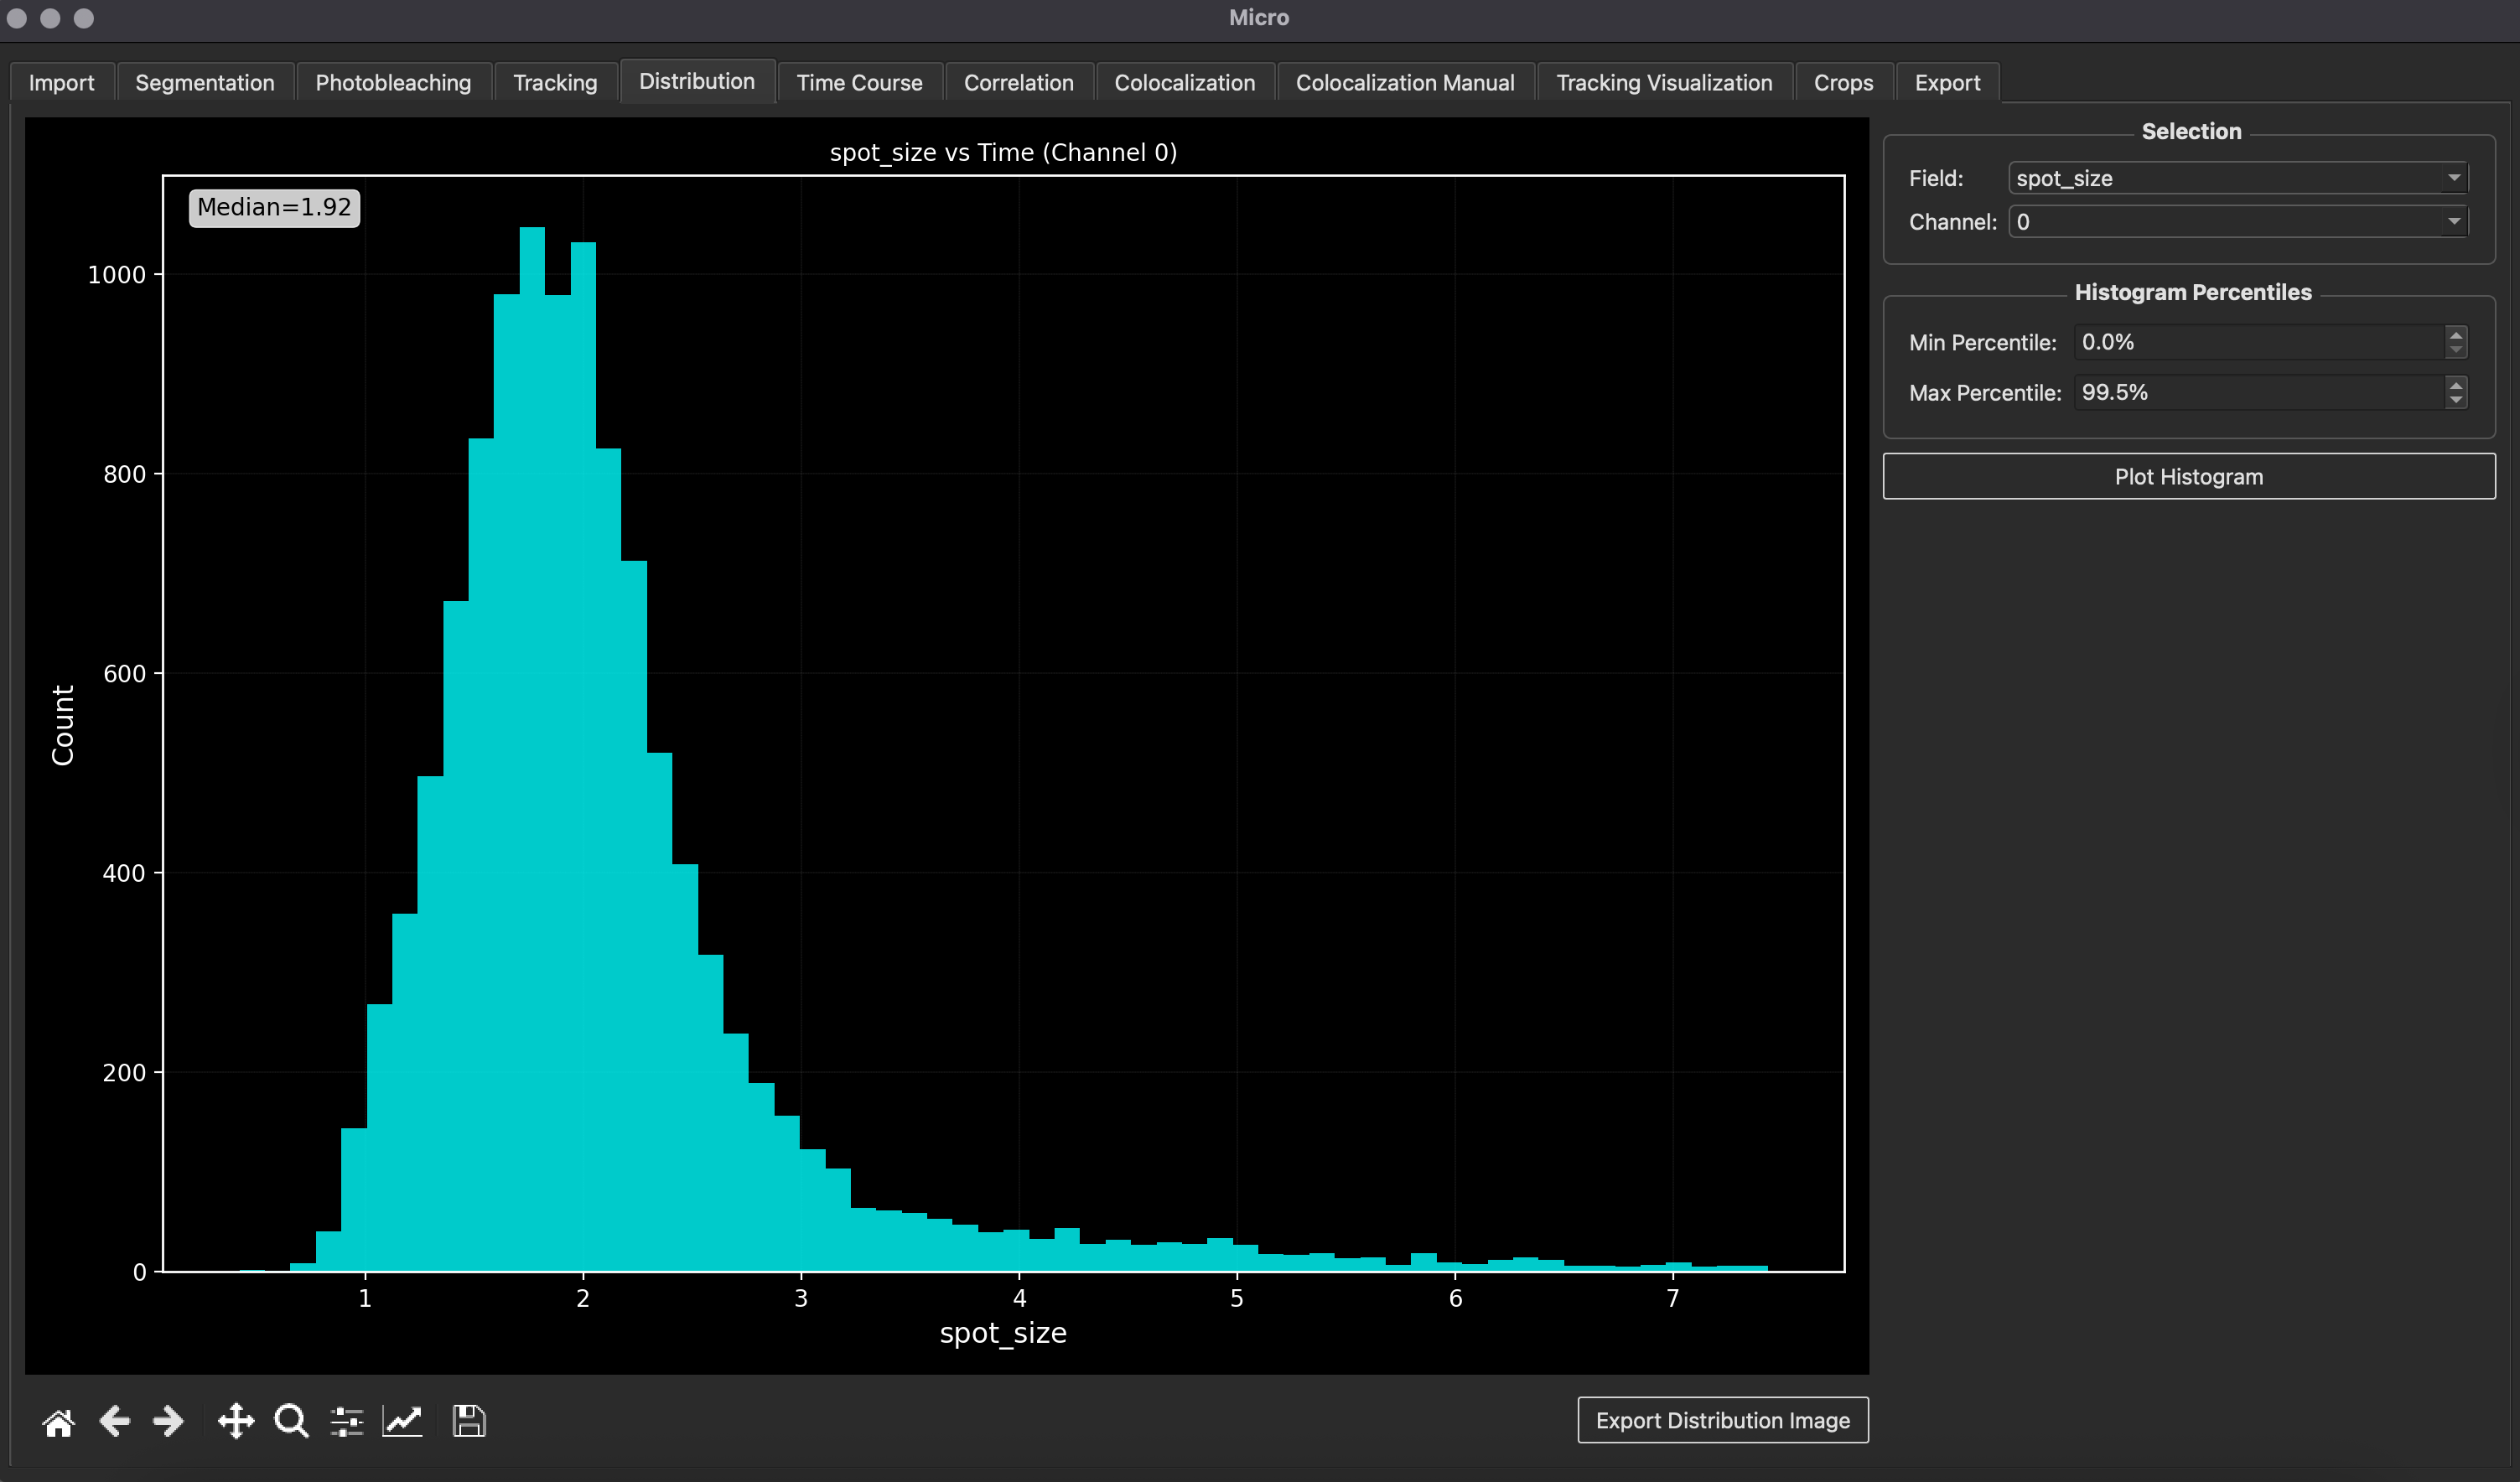 Micro
Import Segmentation Photobleaching Tracking Distribution Time Course Correlation Colocalization Colocalization Manual Tracking Visualization Crops Export
spot_size vs Time (Channel 0)
Median=1.92
1000
800
600
400
200
0
Count
1 2 3 4 5 6 7
spot_size
Selection
Field: spot_size
Channel: 0
Histogram Percentiles
Min Percentile: 0.0%
Max Percentile: 99.5%
Plot Histogram
Export Distribution Image